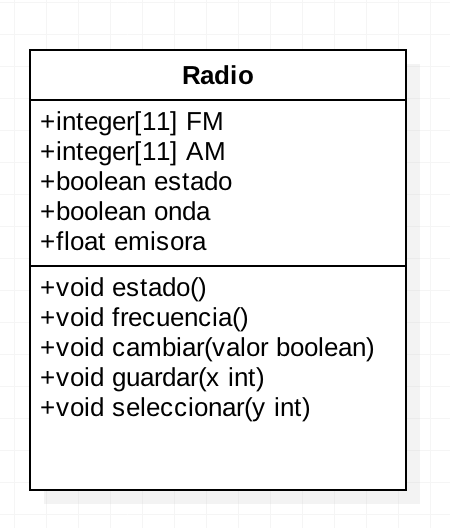 Radio
+integer[11] FM
+integer[11] AM
+boolean estado
+boolean onda
+float emisora
+void estado()
+void frecuencia()
+void cambiar(valor boolean)
+void guardar(x int)
+void seleccionar(y int)